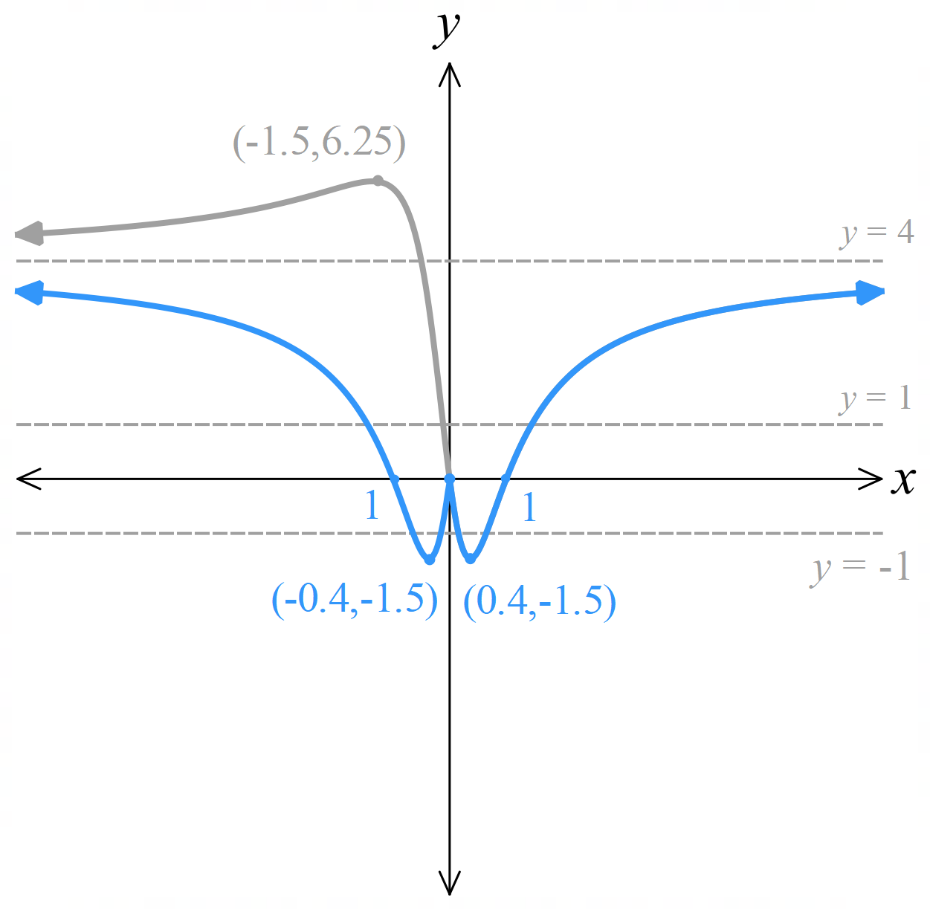 y
(-1.5,6.25)
y = 4
y = 1
x
1
1
y = -1
(-0.4,-1.5)
(0.4,-1.5)